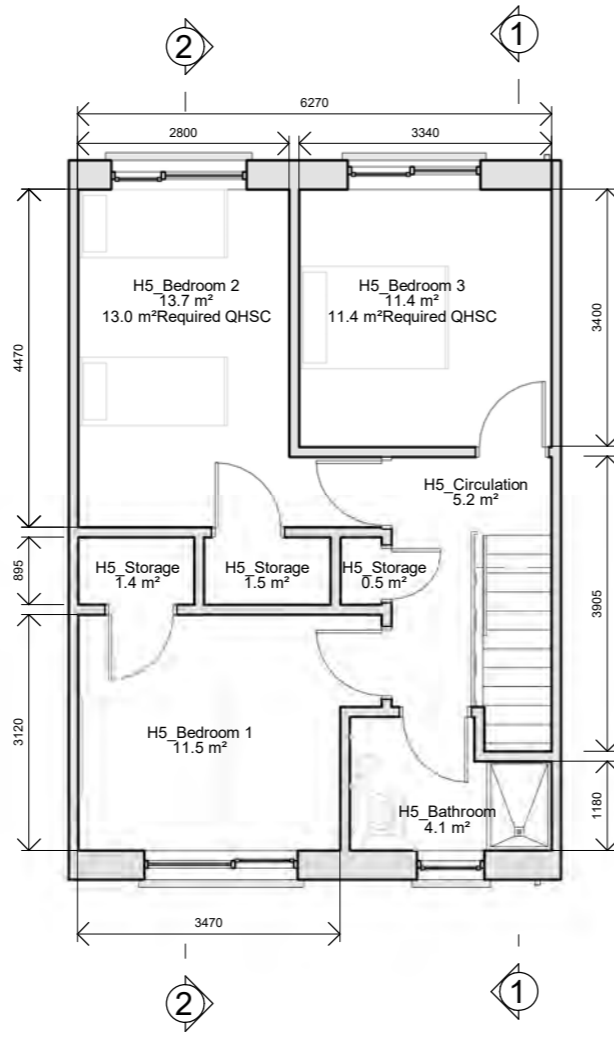 2
1
6270
2800
3340
H5_Bedroom 2
13.7 m²
13.0 m²Required QHSC
H5_Bedroom 3
11.4 m²
11.4 m²Required QHSC
4470
3400
H5_Circulation
5.2 m²
H5_Storage
1.4 m²
H5_Storage
1.5 m²
H5_Storage
0.5 m²
895
3905
3120
H5_Bedroom 1
11.5 m²
H5_Bathroom
4.1 m²
1180
3470
2
1